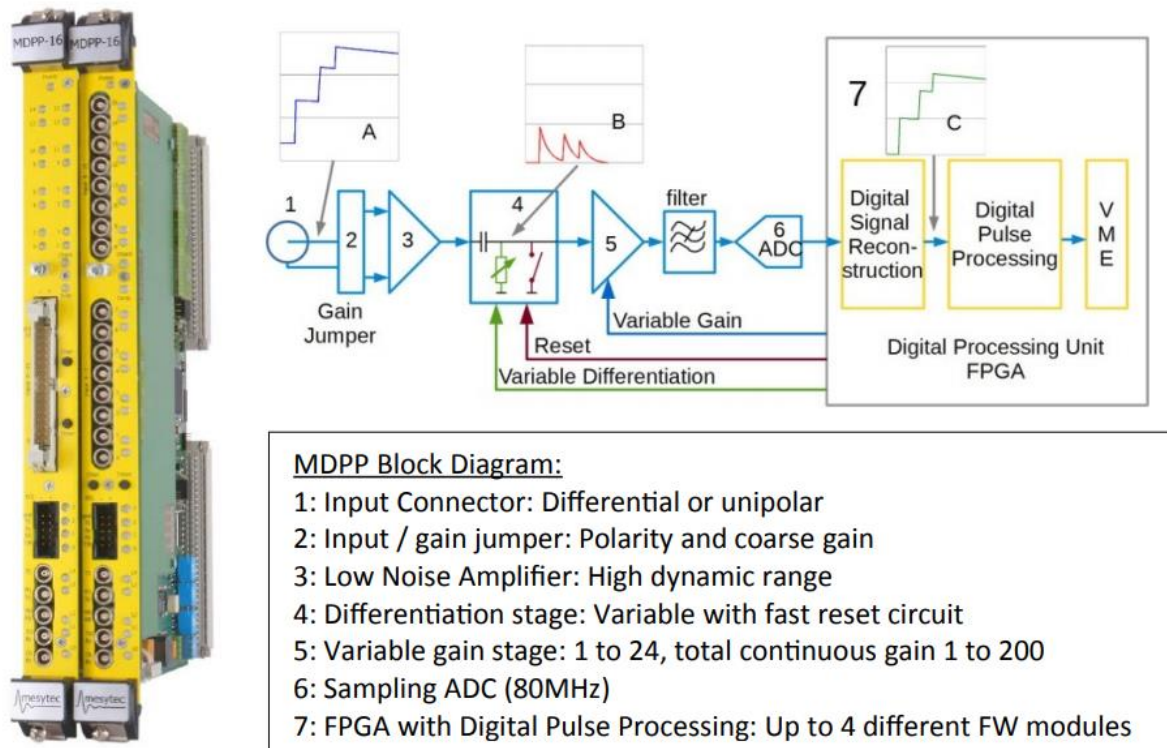 MDPP-16
MDPP-16
A
B
7
C
1
2
3
4
5
filter
6
ADC
Digital
Signal
Recon-
struction
Digital
Pulse
Processing
V
M
E
Gain
Jumper
Variable Gain
Reset
Variable Differentiation
Digital Processing Unit
FPGA
MDPP Block Diagram:
1: Input Connector: Differential or unipolar
2: Input / gain jumper: Polarity and coarse gain
3: Low Noise Amplifier: High dynamic range
4: Differentiation stage: Variable with fast reset circuit
5: Variable gain stage: 1 to 24, total continuous gain 1 to 200
6: Sampling ADC (80MHz)
7: FPGA with Digital Pulse Processing: Up to 4 different FW modules
mesytec
mesytec